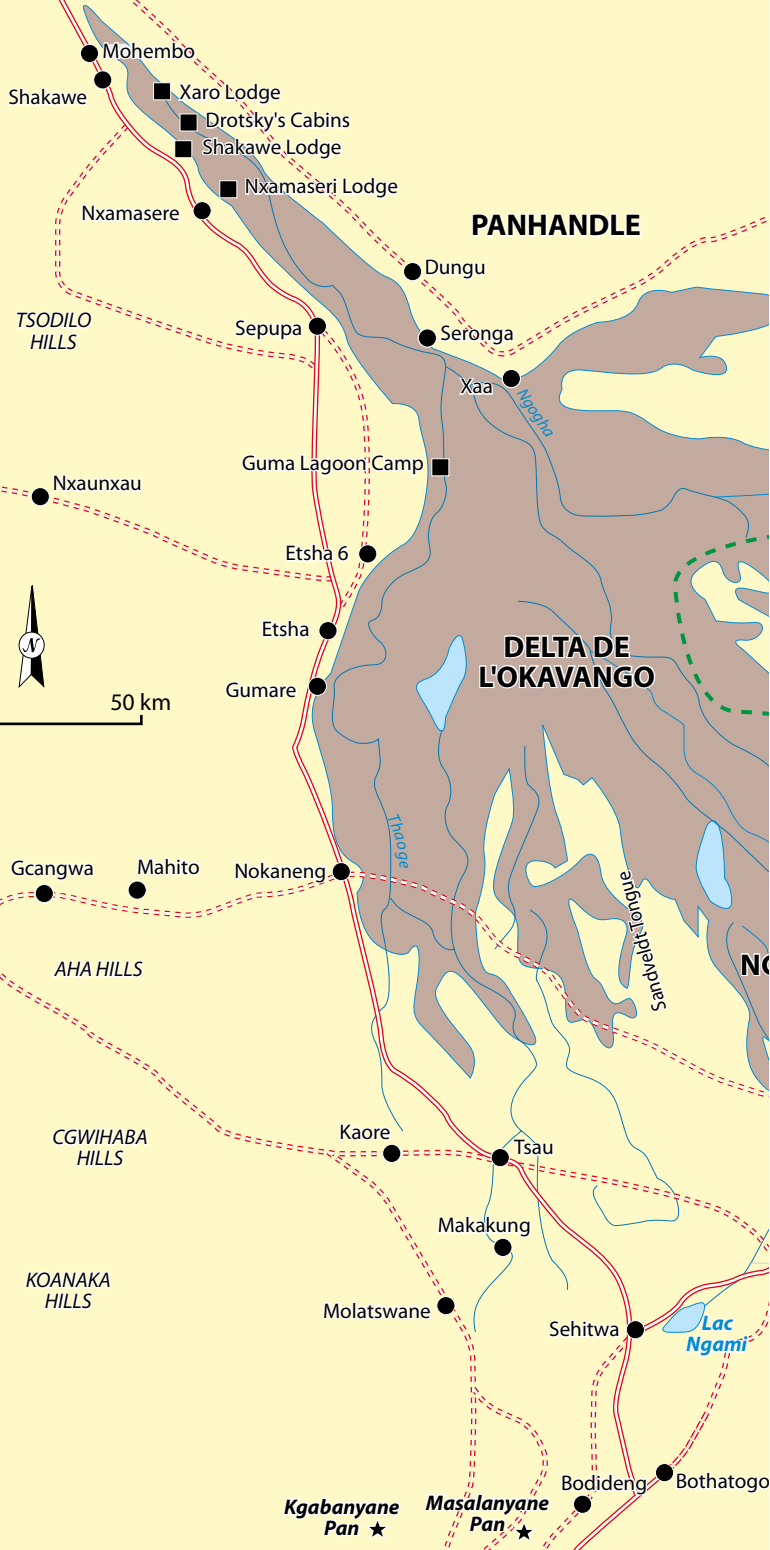 Mohembo
Shakawe
Xaro Lodge
Drotsky's Cabins
Shakawe Lodge
Nxamaseri Lodge
Nxamasere
PANHANDLE
Dungu
TSODILO
HILLS
Sepupa
Seronga
Xaa
Ngogha
Guma Lagoon Camp
Nxaunxau
Etsha 6
Etsha
N
DELTA DE
L'OKAVANGO
Gumare
50 km
Thaoge
Gcangwa
Mahito
Nokaneng
Sandveldt Tongue
AHA HILLS
NO
Kaore
CGWIHABA
HILLS
Tsau
Makakung
KOANAKA
HILLS
Molatswane
Sehitwa
Lac
Ngami
Bodideng
Bothatogo
Kgabanyane
Pan
Masalanyane
Pan